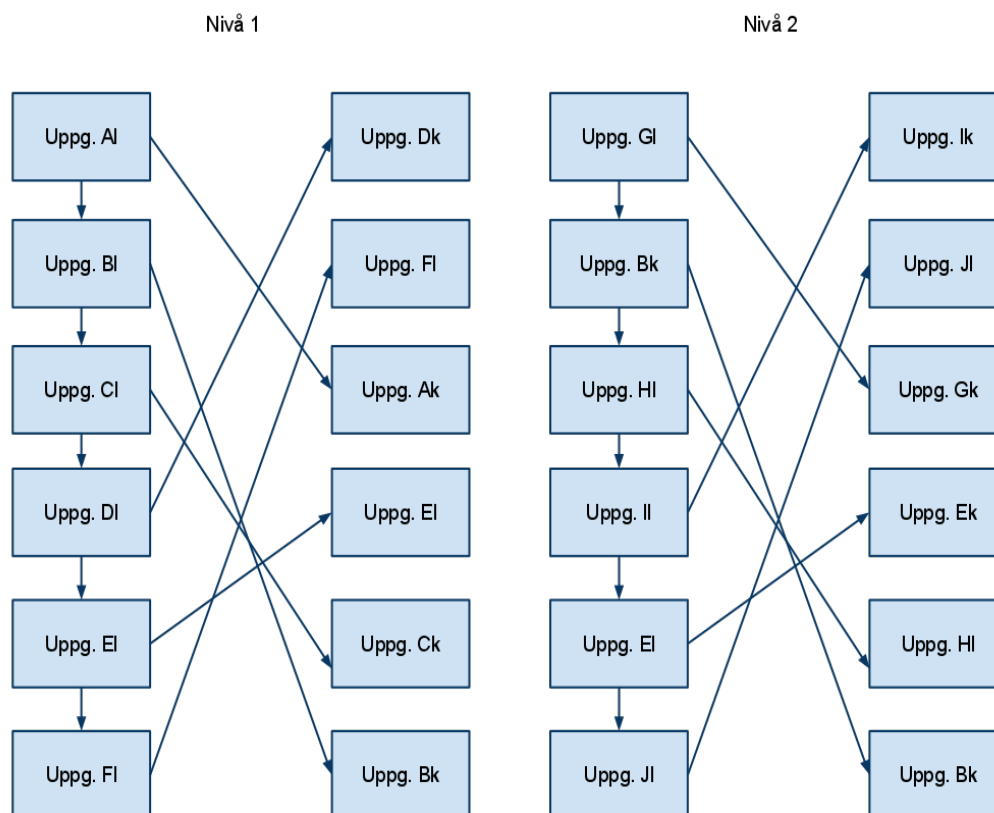 Nivå 1
Nivå 2
Uppg. Al
Uppg. Dk
Uppg. Gl
Uppg. Ik
Uppg. Bl
Uppg. Fl
Uppg. Bk
Uppg. Jl
Uppg. Cl
Uppg. Ak
Uppg. Hl
Uppg. Gk
Uppg. Dl
Uppg. El
Uppg. Il
Uppg. Ek
Uppg. El
Uppg. Ck
Uppg. El
Uppg. Hl
Uppg. Fl
Uppg. Bk
Uppg. Jl
Uppg. Bk